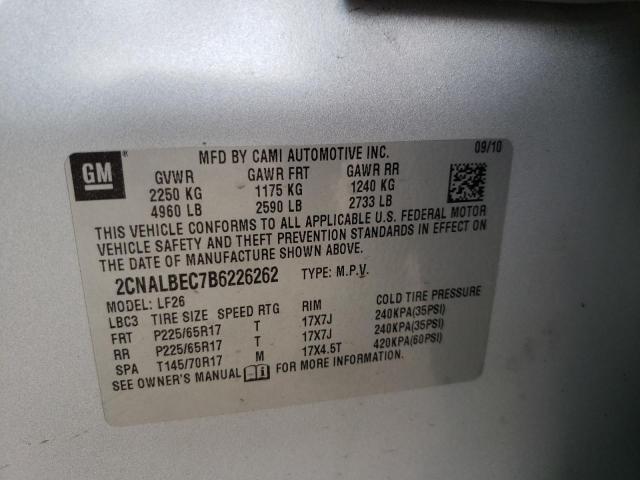 GM ®
MFD BY CAMI AUTOMOTIVE INC. 09/10
GVWR GAWR FRT GAWR RR
2250 KG 1175 KG 1240 KG
4960 LB 2590 LB 2733 LB
THIS VEHICLE CONFORMS TO ALL APPLICABLE U.S. FEDERAL MOTOR
VEHICLE SAFETY AND THEFT PREVENTION STANDARDS IN EFFECT ON
THE DATE OF MANUFACTURE SHOWN ABOVE.
2CNALBEC7B6226262 TYPE: M.P.V.
MODEL: LF26
LBC3 TIRE SIZE SPEED RTG RIM COLD TIRE PRESSURE
FRT P225/65R17 T 17X7J 240KPA(35PSI)
RR P225/65R17 T 17X7J 240KPA(35PSI)
SPA T145/70R17 M 17X4.5T 420KPA(60PSI)
SEE OWNER'S MANUAL FOR MORE INFORMATION.